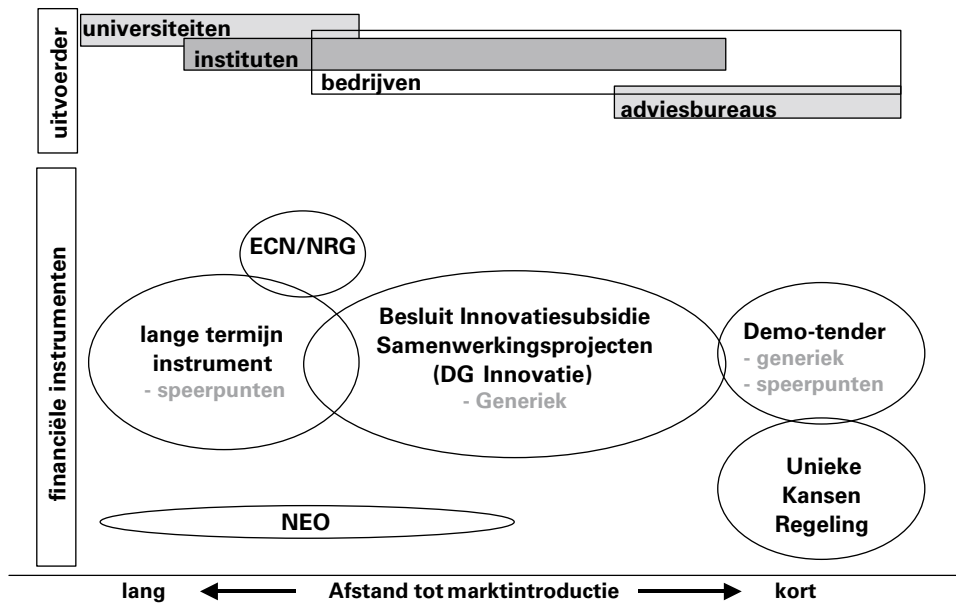 uitvoerder
universiteiten
instituten
bedrijven
adviesbureaus
financiële instrumenten
ECN/NRG
lange termijn
instrument
- speerpunten
Besluit Innovatiesubsidie
Samenwerkingsprojecten
(DG Innovatie)
- Generiek
Demo-tender
- generiek
- speerpunten
Unieke
Kansen
Regeling
NEO
lang Afstand tot marktintroductie kort